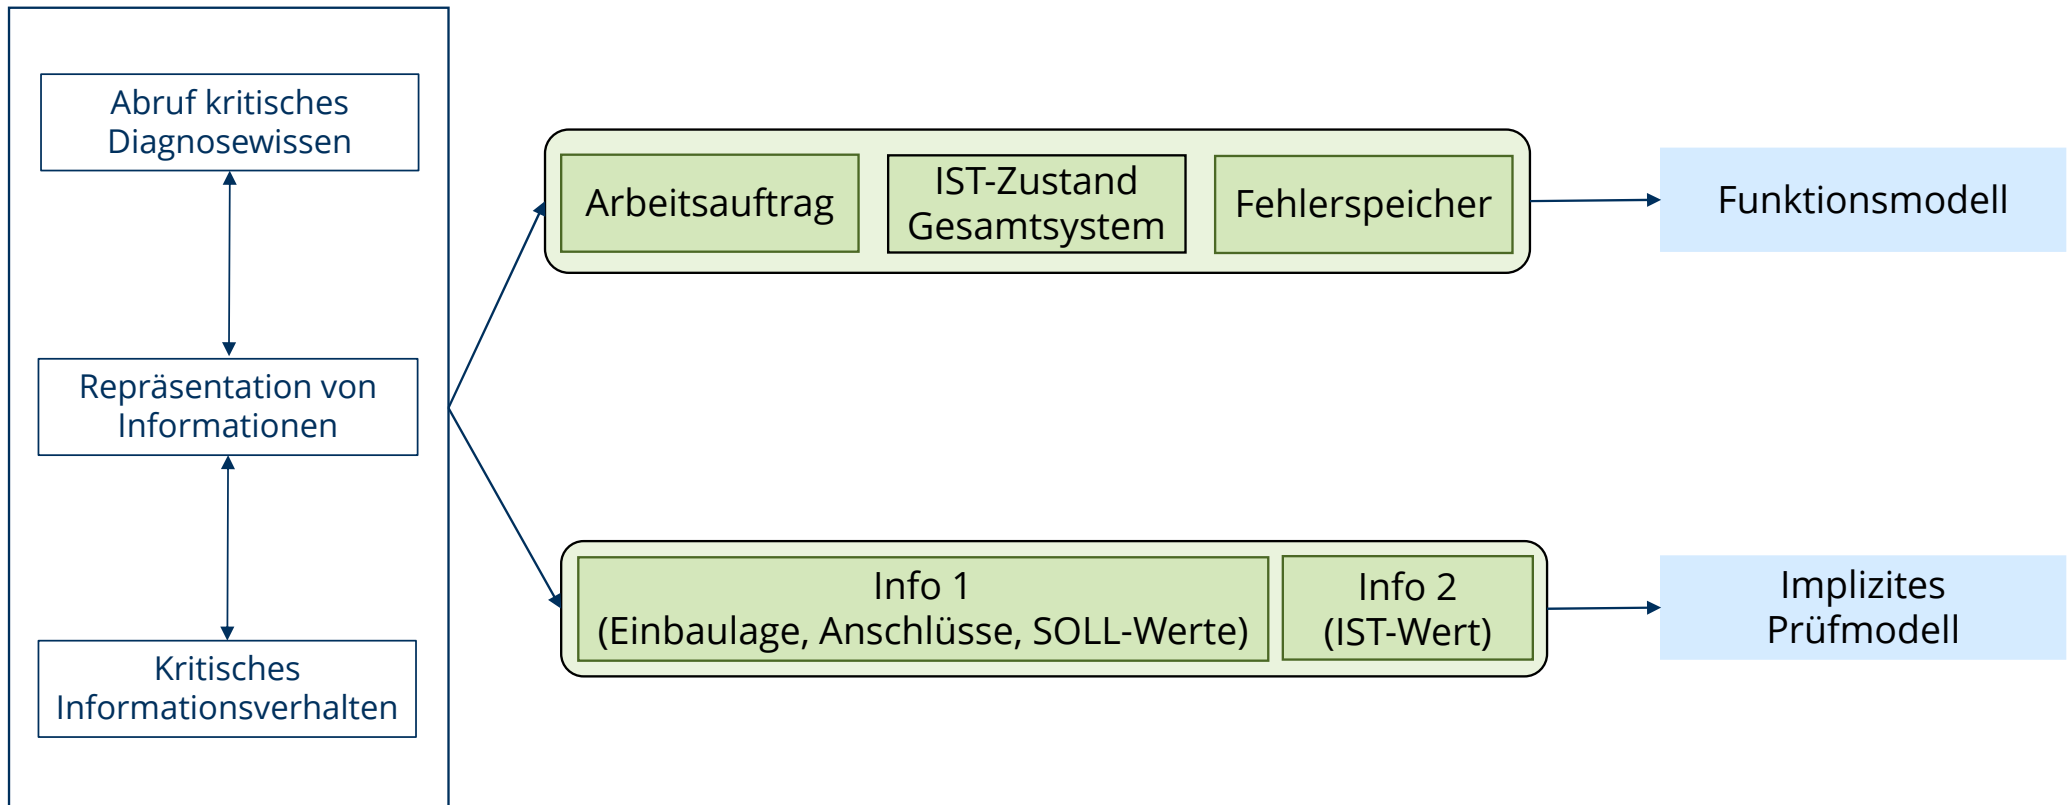 Abruf kritisches
Diagnosewissen
Repräsentation von
Informationen
Kritisches
Informationsverhalten
Arbeitsauftrag
IST-Zustand
Gesamtsystem
Fehlerspeicher
Funktionsmodell
Info 1
(Einbaulage, Anschlüsse, SOLL-Werte)
Info 2
(IST-Wert)
Implizites
Prüfmodell